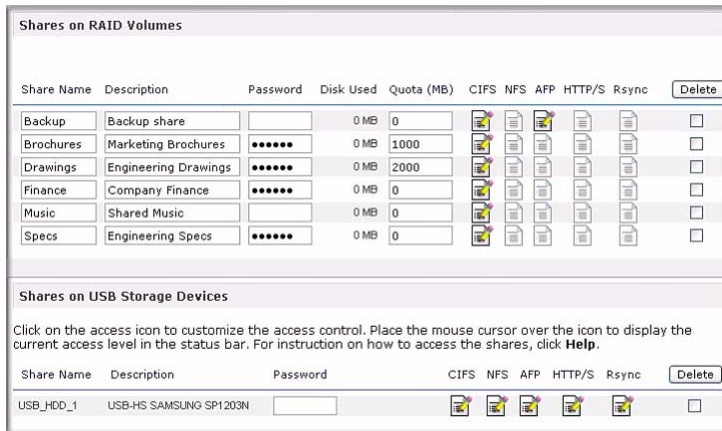 Shares on RAID Volumes
Share Name Description Password Disk Used Quota (MB) CIFS NFS AFP HTTP/S Rsync Delete
Backup Backup share 0 MB 0
Brochures Marketing Brochures •••••• 0 MB 1000
Drawings Engineering Drawings •••••• 0 MB 2000
Finance Company Finance •••••• 0 MB 0
Music Shared Music 0 MB 0
Specs Engineering Specs •••••• 0 MB 0
Shares on USB Storage Devices
Click on the access icon to customize the access control. Place the mouse cursor over the icon to display the
current access level in the status bar. For instruction on how to access the shares, click Help.
Share Name Description Password CIFS NFS AFP HTTP/S Rsync Delete
USB_HDD_1 USB-HS SAMSUNG SP1203N